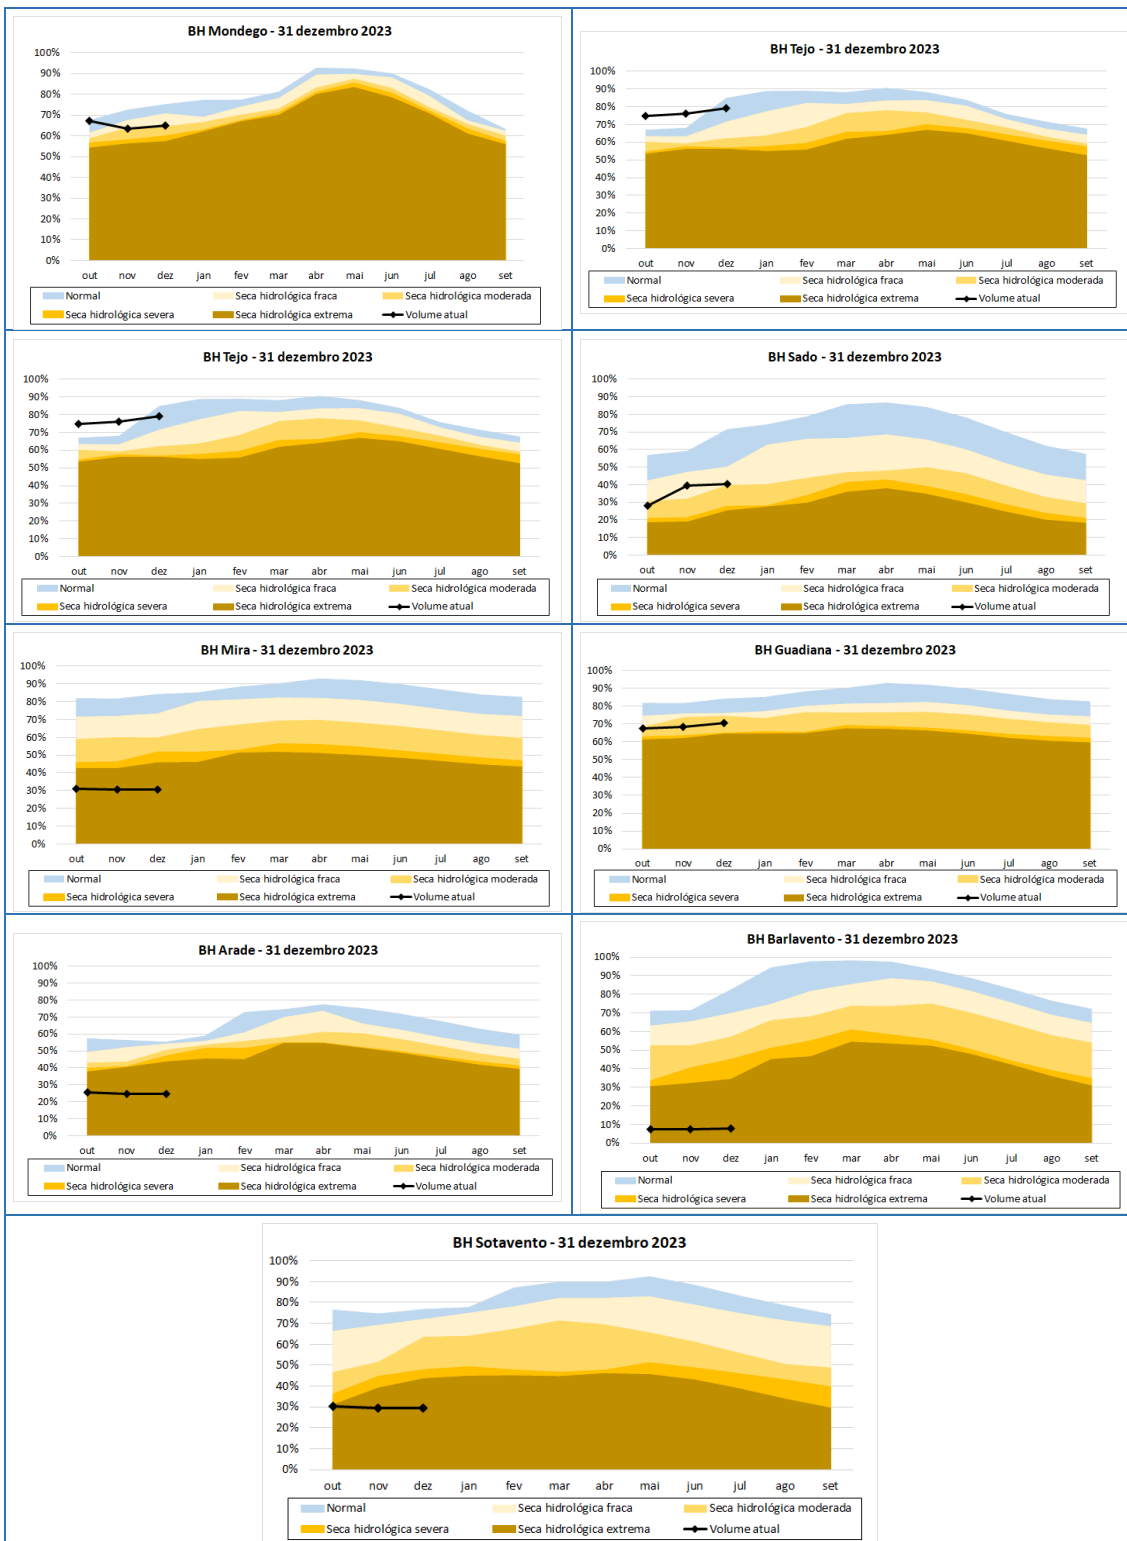 BH Mondego - 31 dezembro 2023
100%
90%
80%
70%
60%
50%
40%
30%
20%
10%
0%
out nov dez jan fev mar abr mai jun jul ago set
Normal Seca hidrológica fraca Seca hidrológica moderada
Seca hidrológica severa Seca hidrológica extrema Volume atual
BH Tejo - 31 dezembro 2023
100%
90%
80%
70%
60%
50%
40%
30%
20%
10%
0%
out nov dez jan fev mar abr mai jun jul ago set
Normal Seca hidrológica fraca Seca hidrológica moderada
Seca hidrológica severa Seca hidrológica extrema Volume atual
BH Tejo - 31 dezembro 2023
100%
90%
80%
70%
60%
50%
40%
30%
20%
10%
0%
out nov dez jan fev mar abr mai jun jul ago set
Normal Seca hidrológica fraca Seca hidrológica moderada
Seca hidrológica severa Seca hidrológica extrema Volume atual
BH Sado - 31 dezembro 2023
100%
90%
80%
70%
60%
50%
40%
30%
20%
10%
0%
out nov dez jan fev mar abr mai jun jul ago set
Normal Seca hidrológica fraca Seca hidrológica moderada
Seca hidrológica severa Seca hidrológica extrema Volume atual
BH Mira - 31 dezembro 2023
100%
90%
80%
70%
60%
50%
40%
30%
20%
10%
0%
out nov dez jan fev mar abr mai jun jul ago set
Normal Seca hidrológica fraca Seca hidrológica moderada
Seca hidrológica severa Seca hidrológica extrema Volume atual
BH Guadiana - 31 dezembro 2023
100%
90%
80%
70%
60%
50%
40%
30%
20%
10%
0%
out nov dez jan fev mar abr mai jun jul ago set
Normal Seca hidrológica fraca Seca hidrológica moderada
Seca hidrológica severa Seca hidrológica extrema Volume atual
BH Arade - 31 dezembro 2023
100%
90%
80%
70%
60%
50%
40%
30%
20%
10%
0%
out nov dez jan fev mar abr mai jun jul ago set
Normal Seca hidrológica fraca Seca hidrológica moderada
Seca hidrológica severa Seca hidrológica extrema Volume atual
BH Barlavento - 31 dezembro 2023
100%
90%
80%
70%
60%
50%
40%
30%
20%
10%
0%
out nov dez jan fev mar abr mai jun jul ago set
Normal Seca hidrológica fraca Seca hidrológica moderada
Seca hidrológica severa Seca hidrológica extrema Volume atual
BH Sotavento - 31 dezembro 2023
100%
90%
80%
70%
60%
50%
40%
30%
20%
10%
0%
out nov dez jan fev mar abr mai jun jul ago set
Normal Seca hidrológica fraca Seca hidrológica moderada
Seca hidrológica severa Seca hidrológica extrema Volume atual